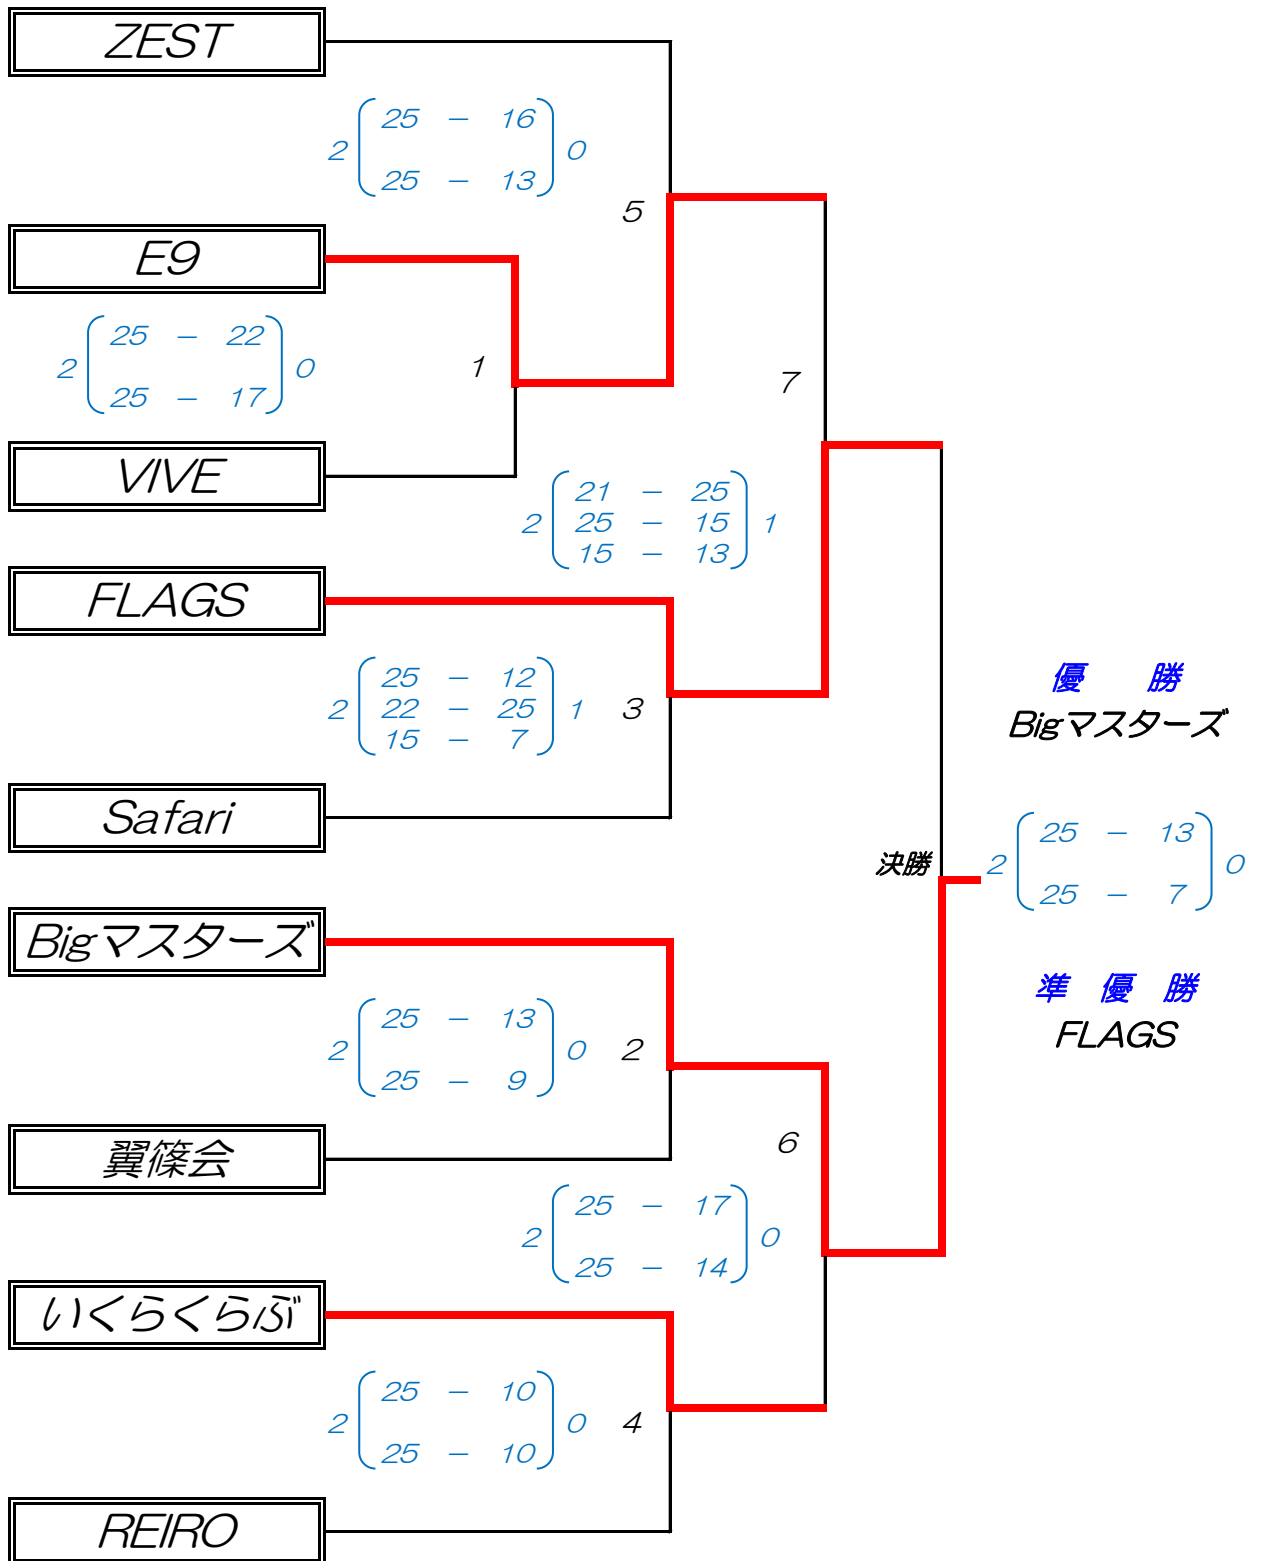 ZEST
25 － 16
2 0
25 － 13
5
E9
25 － 22
2 0
25 － 17
1
7
VIVE
21 － 25
2 25 － 15 1
15 － 13
FLAGS
25 － 12
2 22 － 25 1
15 － 7
3
Safari
優 勝
Bigマスターズ
決勝
25 － 13
2 0
25 － 7
準 優 勝
FLAGS
Bigマスターズ
25 － 13
2 0
25 － 9
2
翼篠会
6
25 － 17
2 0
25 － 14
いくらくらぶ
25 － 10
2 0
25 － 10
4
REIRO